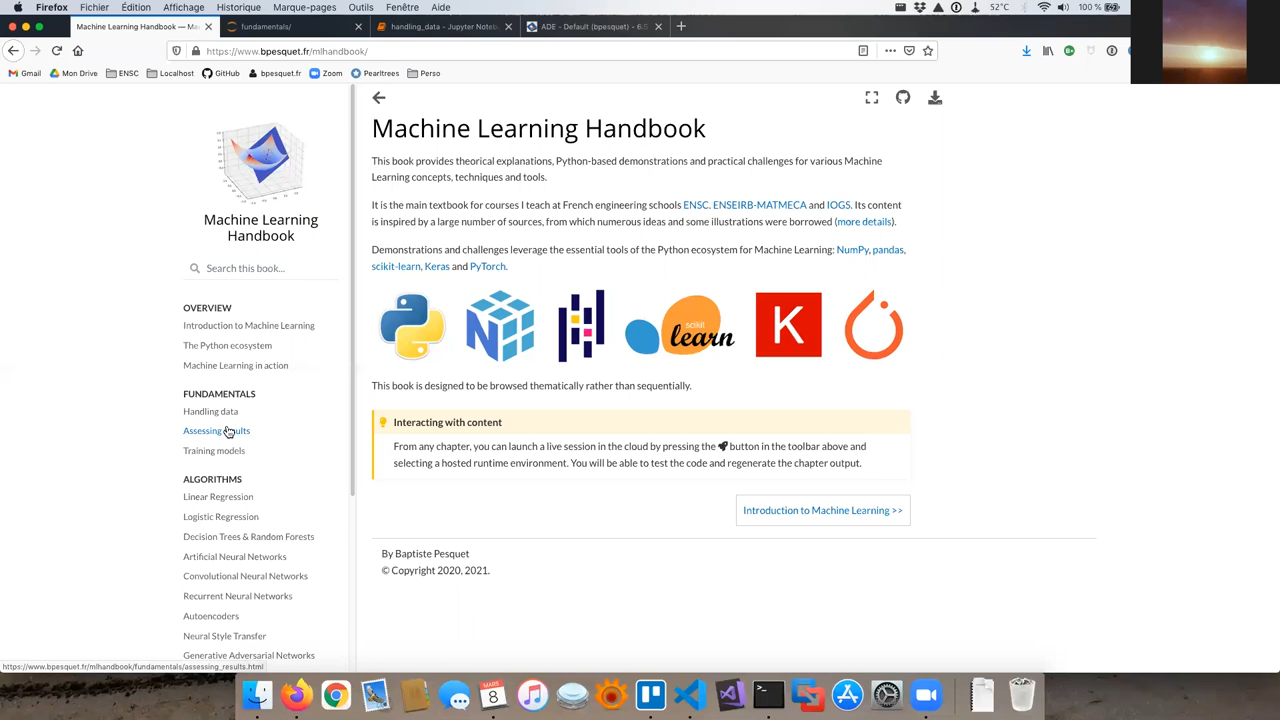 Firefox Fichier Édition Affichage Historique Marque-pages Outils Fenêtre Aide 52°C 100 %
Machine Learning Handbook — Ma fundamentals/ handling_data - Jupyter Noteb ADE - Default (bpesquet) - 6.5
https://www.bpesquet.fr/mlhandbook/
Gmail Mon Drive ENSC Localhost GitHub bpesquet.fr Zoom Pearltrees Perso
Machine Learning
Handbook
Search this book...
OVERVIEW
Introduction to Machine Learning
The Python ecosystem
Machine Learning in action
FUNDAMENTALS
Handling data
Assessing results
Training models
ALGORITHMS
Linear Regression
Logistic Regression
Decision Trees & Random Forests
Artificial Neural Networks
Convolutional Neural Networks
Recurrent Neural Networks
Autoencoders
Neural Style Transfer
Generative Adversarial Networks
https://www.bpesquet.fr/mlhandbook/fundamentals/assessing_results.html
Machine Learning Handbook
This book provides theorical explanations, Python-based demonstrations and practical challenges for various Machine
Learning concepts, techniques and tools.
It is the main textbook for courses I teach at French engineering schools ENSC, ENSEIRB-MATMECA and IOGS. Its content
is inspired by a large number of sources, from which numerous ideas and some illustrations were borrowed (more details).
Demonstrations and challenges leverage the essential tools of the Python ecosystem for Machine Learning: NumPy, pandas,
scikit-learn, Keras and PyTorch.
scikit
learn
K
This book is designed to be browsed thematically rather than sequentially.
Interacting with content
From any chapter, you can launch a live session in the cloud by pressing the button in the toolbar above and
selecting a hosted runtime environment. You will be able to test the code and regenerate the chapter output.
Introduction to Machine Learning >>
By Baptiste Pesquet
© Copyright 2020, 2021.
MARS
8